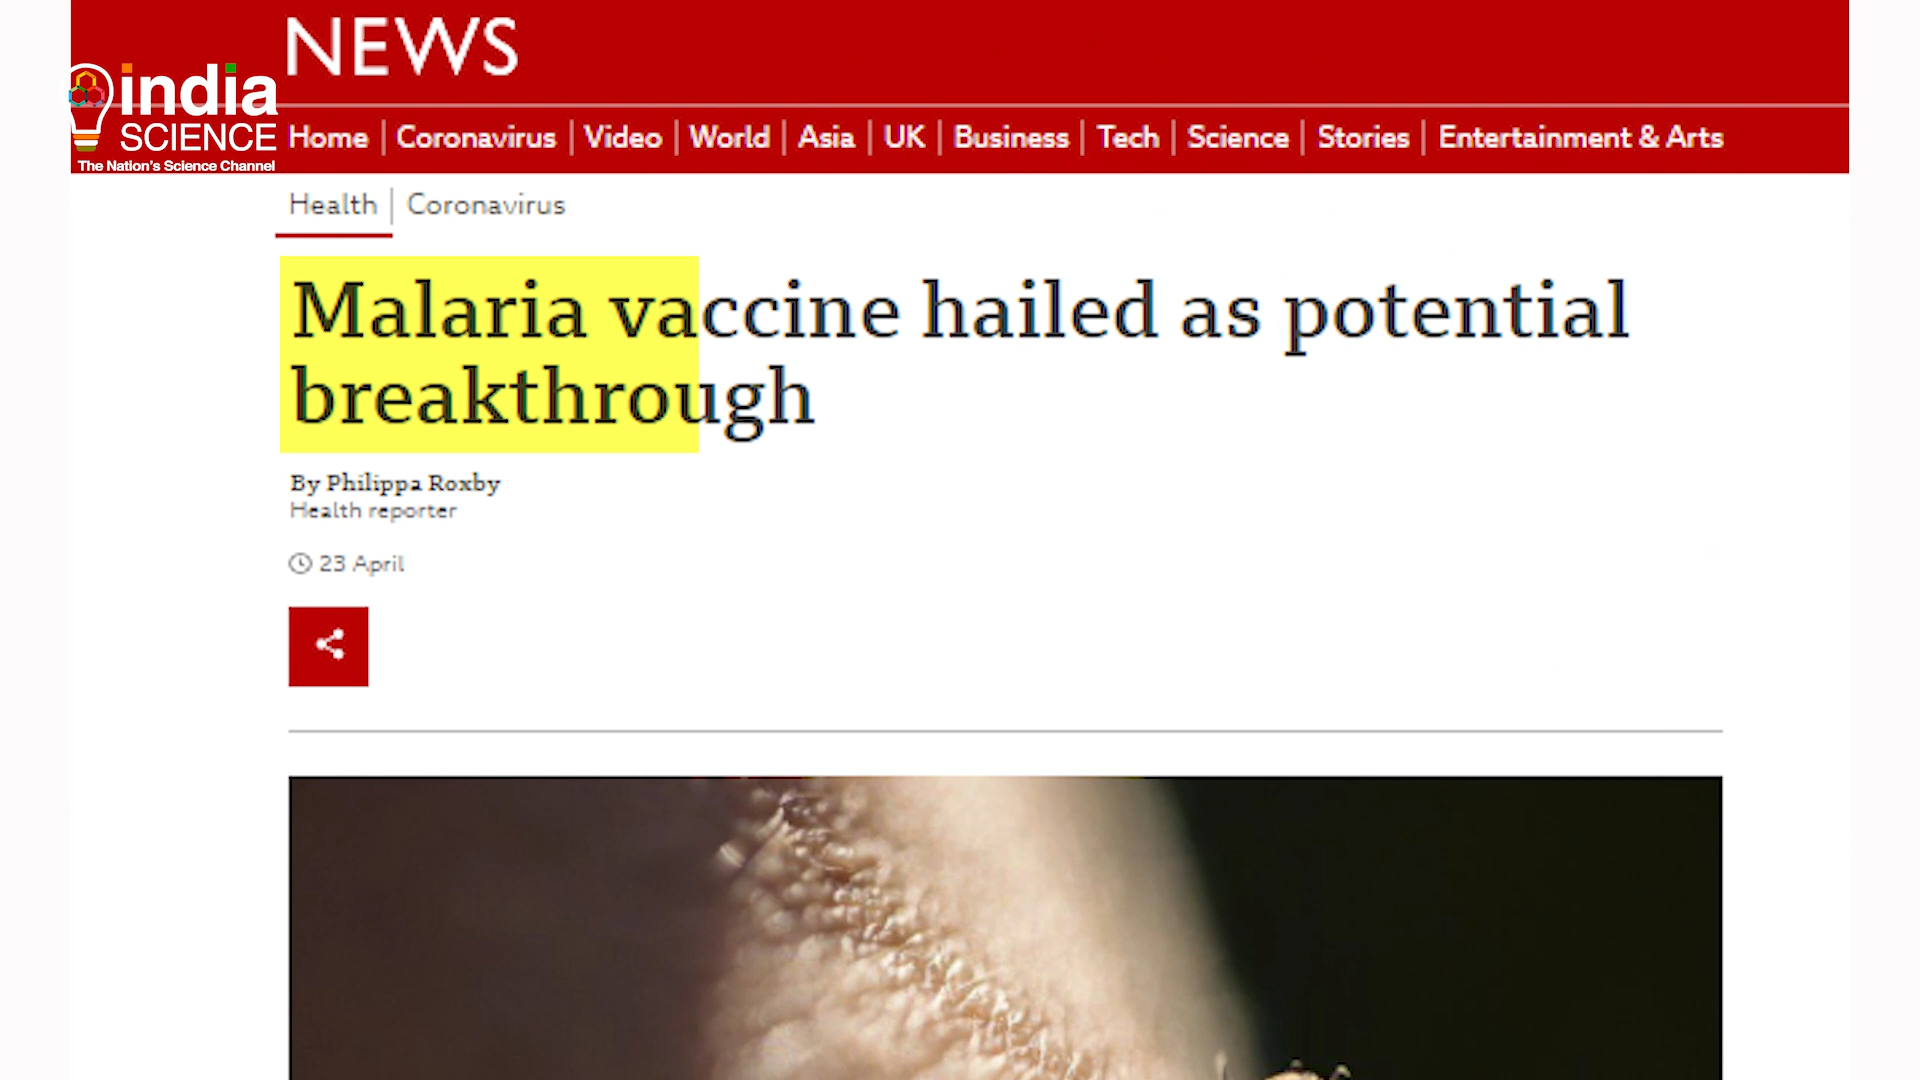 NEWS
india
SCIENCE
The Nation's Science Channel
Home Coronavirus Video World Asia UK Business Tech Science Stories Entertainment & Arts
Health Coronavirus
Malaria vaccine hailed as potential
breakthrough
By Philippa Roxby
Health reporter
23 April